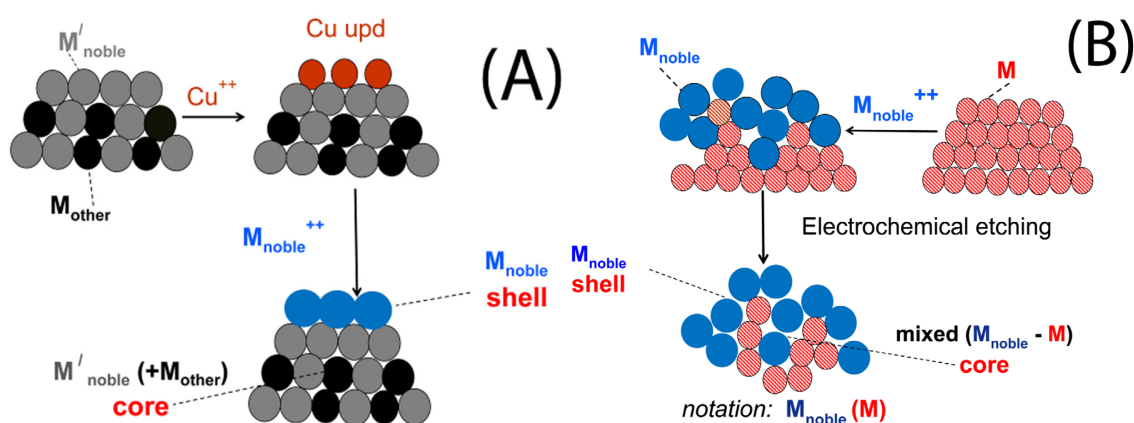 M′noble
Cu++
Mother
Cu upd
(A)
Mnoble++
Mnoble
shell
M′noble (+Mother)
core
(B)
Mnoble
Mnoble++
M
Electrochemical etching
Mnoble
shell
mixed (Mnoble - M)
core
notation: Mnoble (M)